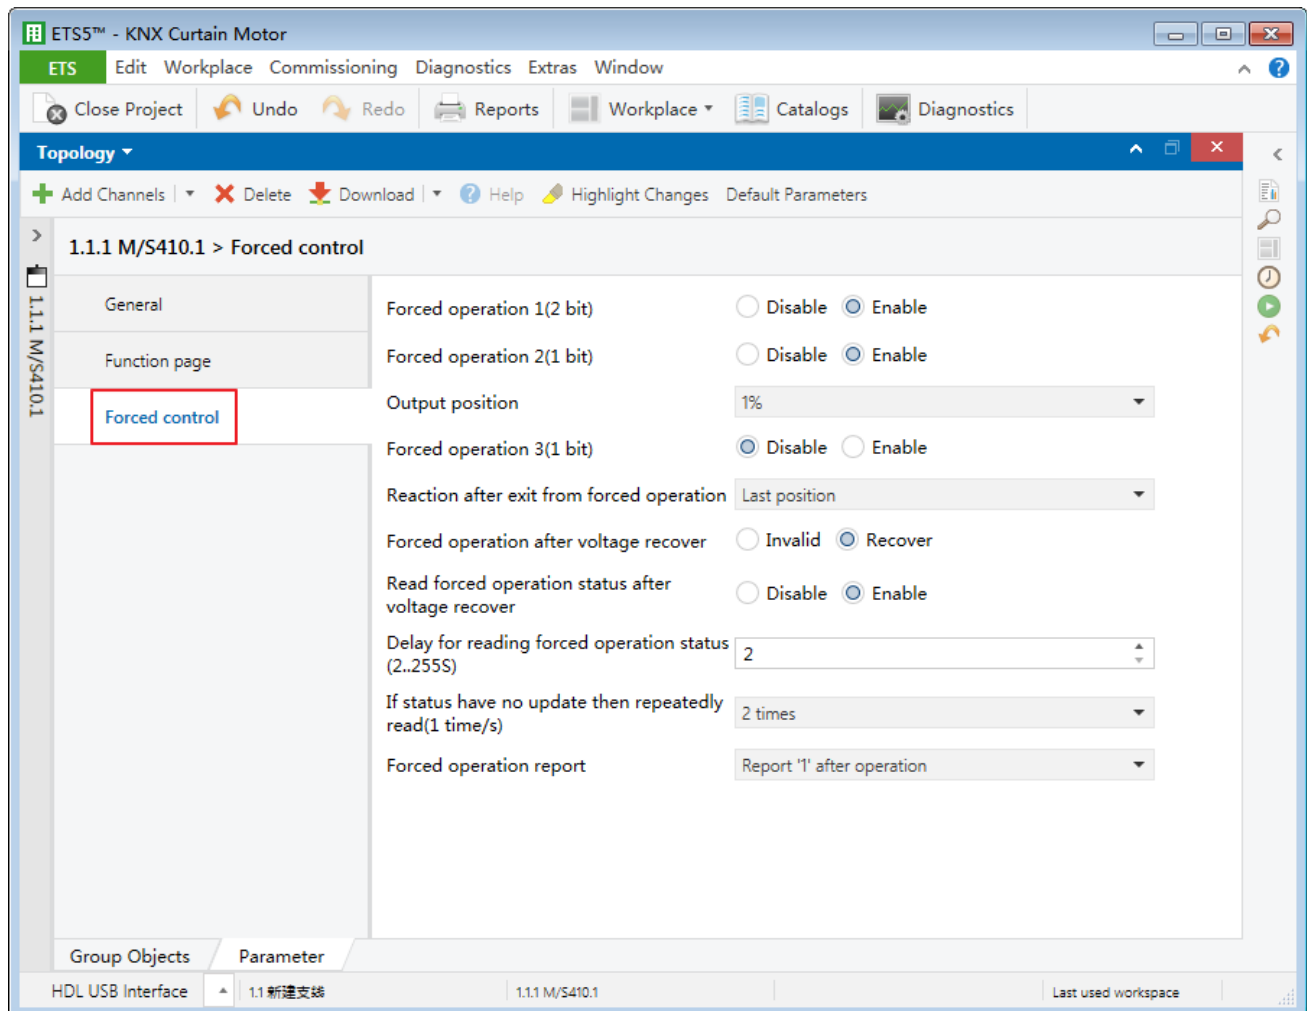 ETS5™ - KNX Curtain Motor
ETS Edit Workplace Commissioning Diagnostics Extras Window
Close Project Undo Redo Reports Workplace Catalogs Diagnostics
Topology
Add Channels Delete Download Help Highlight Changes Default Parameters
1.1.1 M/S410.1 > Forced control
1.1.1 M/S410.1
General
Function page
Forced control
Forced operation 1(2 bit) Disable Enable
Forced operation 2(1 bit) Disable Enable
Output position 1%
Forced operation 3(1 bit) Disable Enable
Reaction after exit from forced operation Last position
Forced operation after voltage recover Invalid Recover
Read forced operation status after
voltage recover Disable Enable
Delay for reading forced operation status
(2..255S) 2
If status have no update then repeatedly
read(1 time/s) 2 times
Forced operation report Report '1' after operation
Group Objects Parameter
HDL USB Interface 1.1 新建支线 1.1.1 M/S410.1 Last used workspace